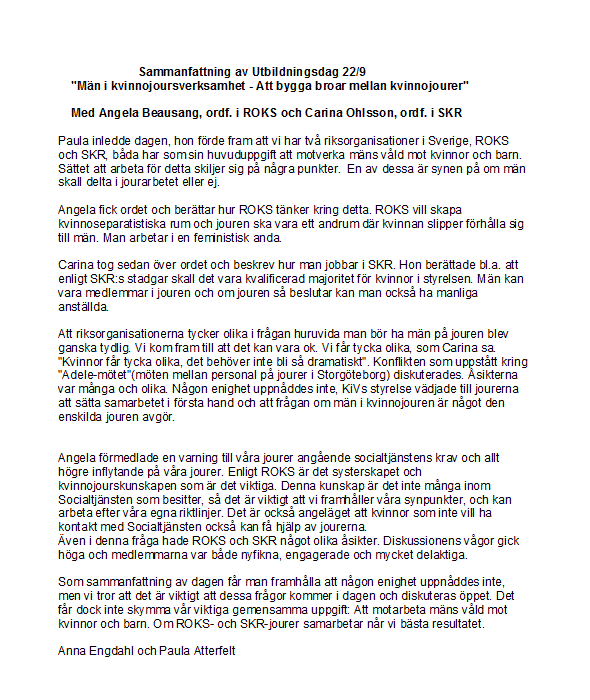 Sammanfattning av Utbildningsdag 22/9
"Män i kvinnojoursverksamhet - Att bygga broar mellan kvinnojourer"
Med Angela Beausang, ordf. i ROKS och Carina Ohlsson, ordf. i SKR
Paula inledde dagen, hon förde fram att vi har två riksorganisationer i Sverige, ROKS
och SKR, båda har som sin huvuduppgift att motverka mäns våld mot kvinnor och barn.
Sättet att arbeta för detta skiljer sig på några punkter. En av dessa är synen på om män
skall delta i jourarbetet eller ej.
Angela fick ordet och berättar hur ROKS tänker kring detta. ROKS vill skapa
kvinnoseparatistiska rum och jouren ska vara ett andrum där kvinnan slipper förhålla sig
till män. Man arbetar i en feministisk anda.
Carina tog sedan över ordet och beskrev hur man jobbar i SKR. Hon berättade bl.a. att
enligt SKR:s stadgar skall det vara kvalificerad majoritet för kvinnor i styrelsen. Män kan
vara medlemmar i jouren och om jouren så beslutar kan man också ha manliga
anställda.
Att riksorganisationerna tycker olika i frågan huruvida man bör ha män på jouren blev
ganska tydlig. Vi kom fram till att det kan vara ok. Vi får tycka olika, som Carina sa.
"Kvinnor får tycka olika, det behöver inte bli så dramatiskt". Konflikten som uppstått kring
"Adele-mötet"(möten mellan personal på jourer i Storgöteborg) diskuterades. Åsikterna
var många och olika. Någon enighet uppnåddes inte, KiVs styrelse vädjade till jourerna
att sätta samarbetet i första hand och att frågan om män i kvinnojouren är något den
enskilda jouren avgör.
Angela förmedlade en varning till våra jourer angående socialtjänstens krav och allt
högre inflytande på våra jourer. Enligt ROKS är det systerskapet och
kvinnojourskunskapen som är det viktiga. Denna kunskap är det inte många inom
Socialtjänsten som besitter, så det är viktigt att vi framhåller våra synpunkter, och kan
arbeta efter våra egna riktlinjer. Det är också angeläget att kvinnor som inte vill ha
kontakt med Socialtjänsten också kan få hjälp av jourerna.
Även i denna fråga hade ROKS och SKR något olika åsikter. Diskussionens vågor gick
höga och medlemmarna var både nyfikna, engagerade och mycket delaktiga.
Som sammanfattning av dagen får man framhålla att någon enighet uppnåddes inte,
men vi tror att det är viktigt att dessa frågor kommer i dagen och diskuteras öppet. Det
får dock inte skymma vår viktiga gemensamma uppgift: Att motarbeta mäns våld mot
kvinnor och barn. Om ROKS- och SKR-jourer samarbetar når vi bästa resultatet.
Anna Engdahl och Paula Atterfelt